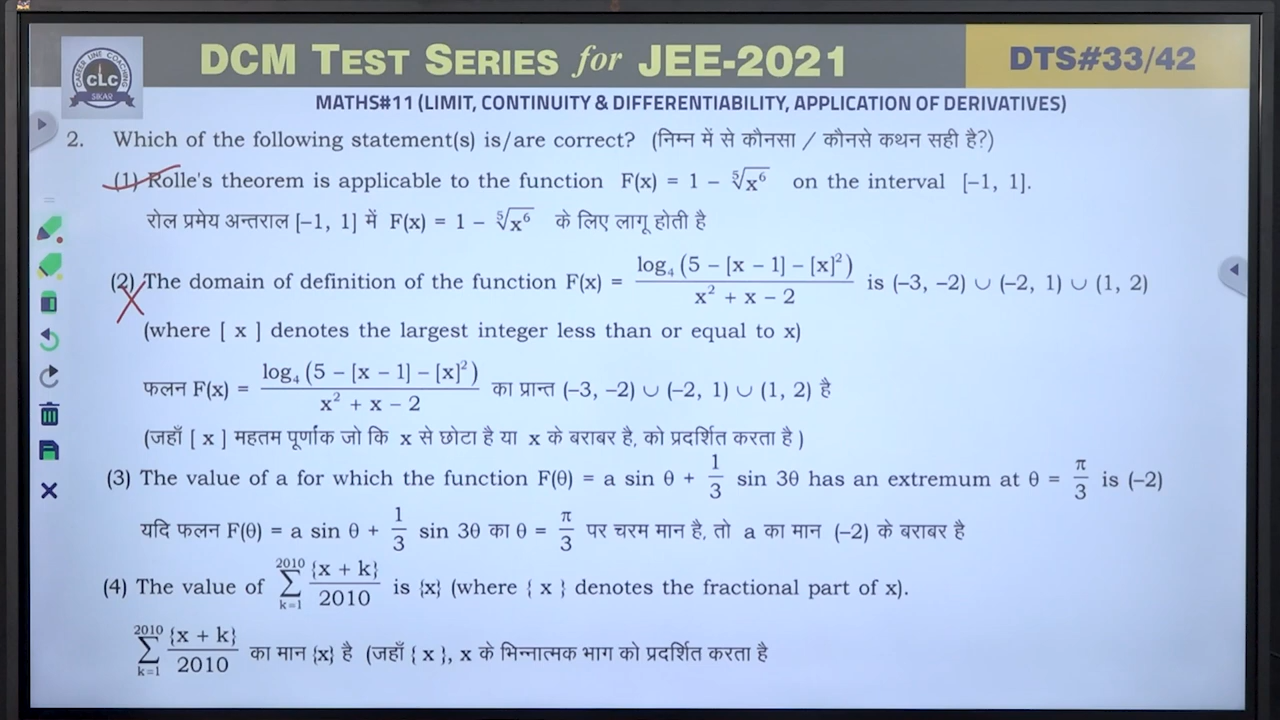 CAREER LINE COACHING
CLC
SIKAR
DCM TEST SERIES for JEE-2021
DTS#33/42
MATHS#11 (LIMIT, CONTINUITY & DIFFERENTIABILITY, APPLICATION OF DERIVATIVES)
2. Which of the following statement(s) is/are correct? (निम्न में से कौनसा / कौनसे कथन सही है?)
(1) Rolle's theorem is applicable to the function F(x) = 1 – ⁵√x⁶ on the interval [–1, 1].
रोल प्रमेय अन्तराल [–1, 1] में F(x) = 1 – ⁵√x⁶ के लिए लागू होती है
(2) The domain of definition of the function F(x) = log₄ (5 – [x – 1] – [x]²) / x² + x – 2 is (–3, –2) ∪ (–2, 1) ∪ (1, 2)
(where [ x ] denotes the largest integer less than or equal to x)
फलन F(x) = log₄ (5 – [x – 1] – [x]²) / x² + x – 2 का प्रान्त (–3, –2) ∪ (–2, 1) ∪ (1, 2) है
(जहाँ [ x ] महतम पूर्णांक जो कि x से छोटा है या x के बराबर है, को प्रदर्शित करता है )
(3) The value of a for which the function F(θ) = a sin θ + 1/3 sin 3θ has an extremum at θ = π/3 is (–2)
यदि फलन F(θ) = a sin θ + 1/3 sin 3θ का θ = π/3 पर चरम मान है, तो a का मान (–2) के बराबर है
(4) The value of 2010 Σ k=1 {x + k} / 2010 is {x} (where { x } denotes the fractional part of x).
2010 Σ k=1 {x + k} / 2010 का मान {x} है (जहाँ { x }, x के भिन्नात्मक भाग को प्रदर्शित करता है